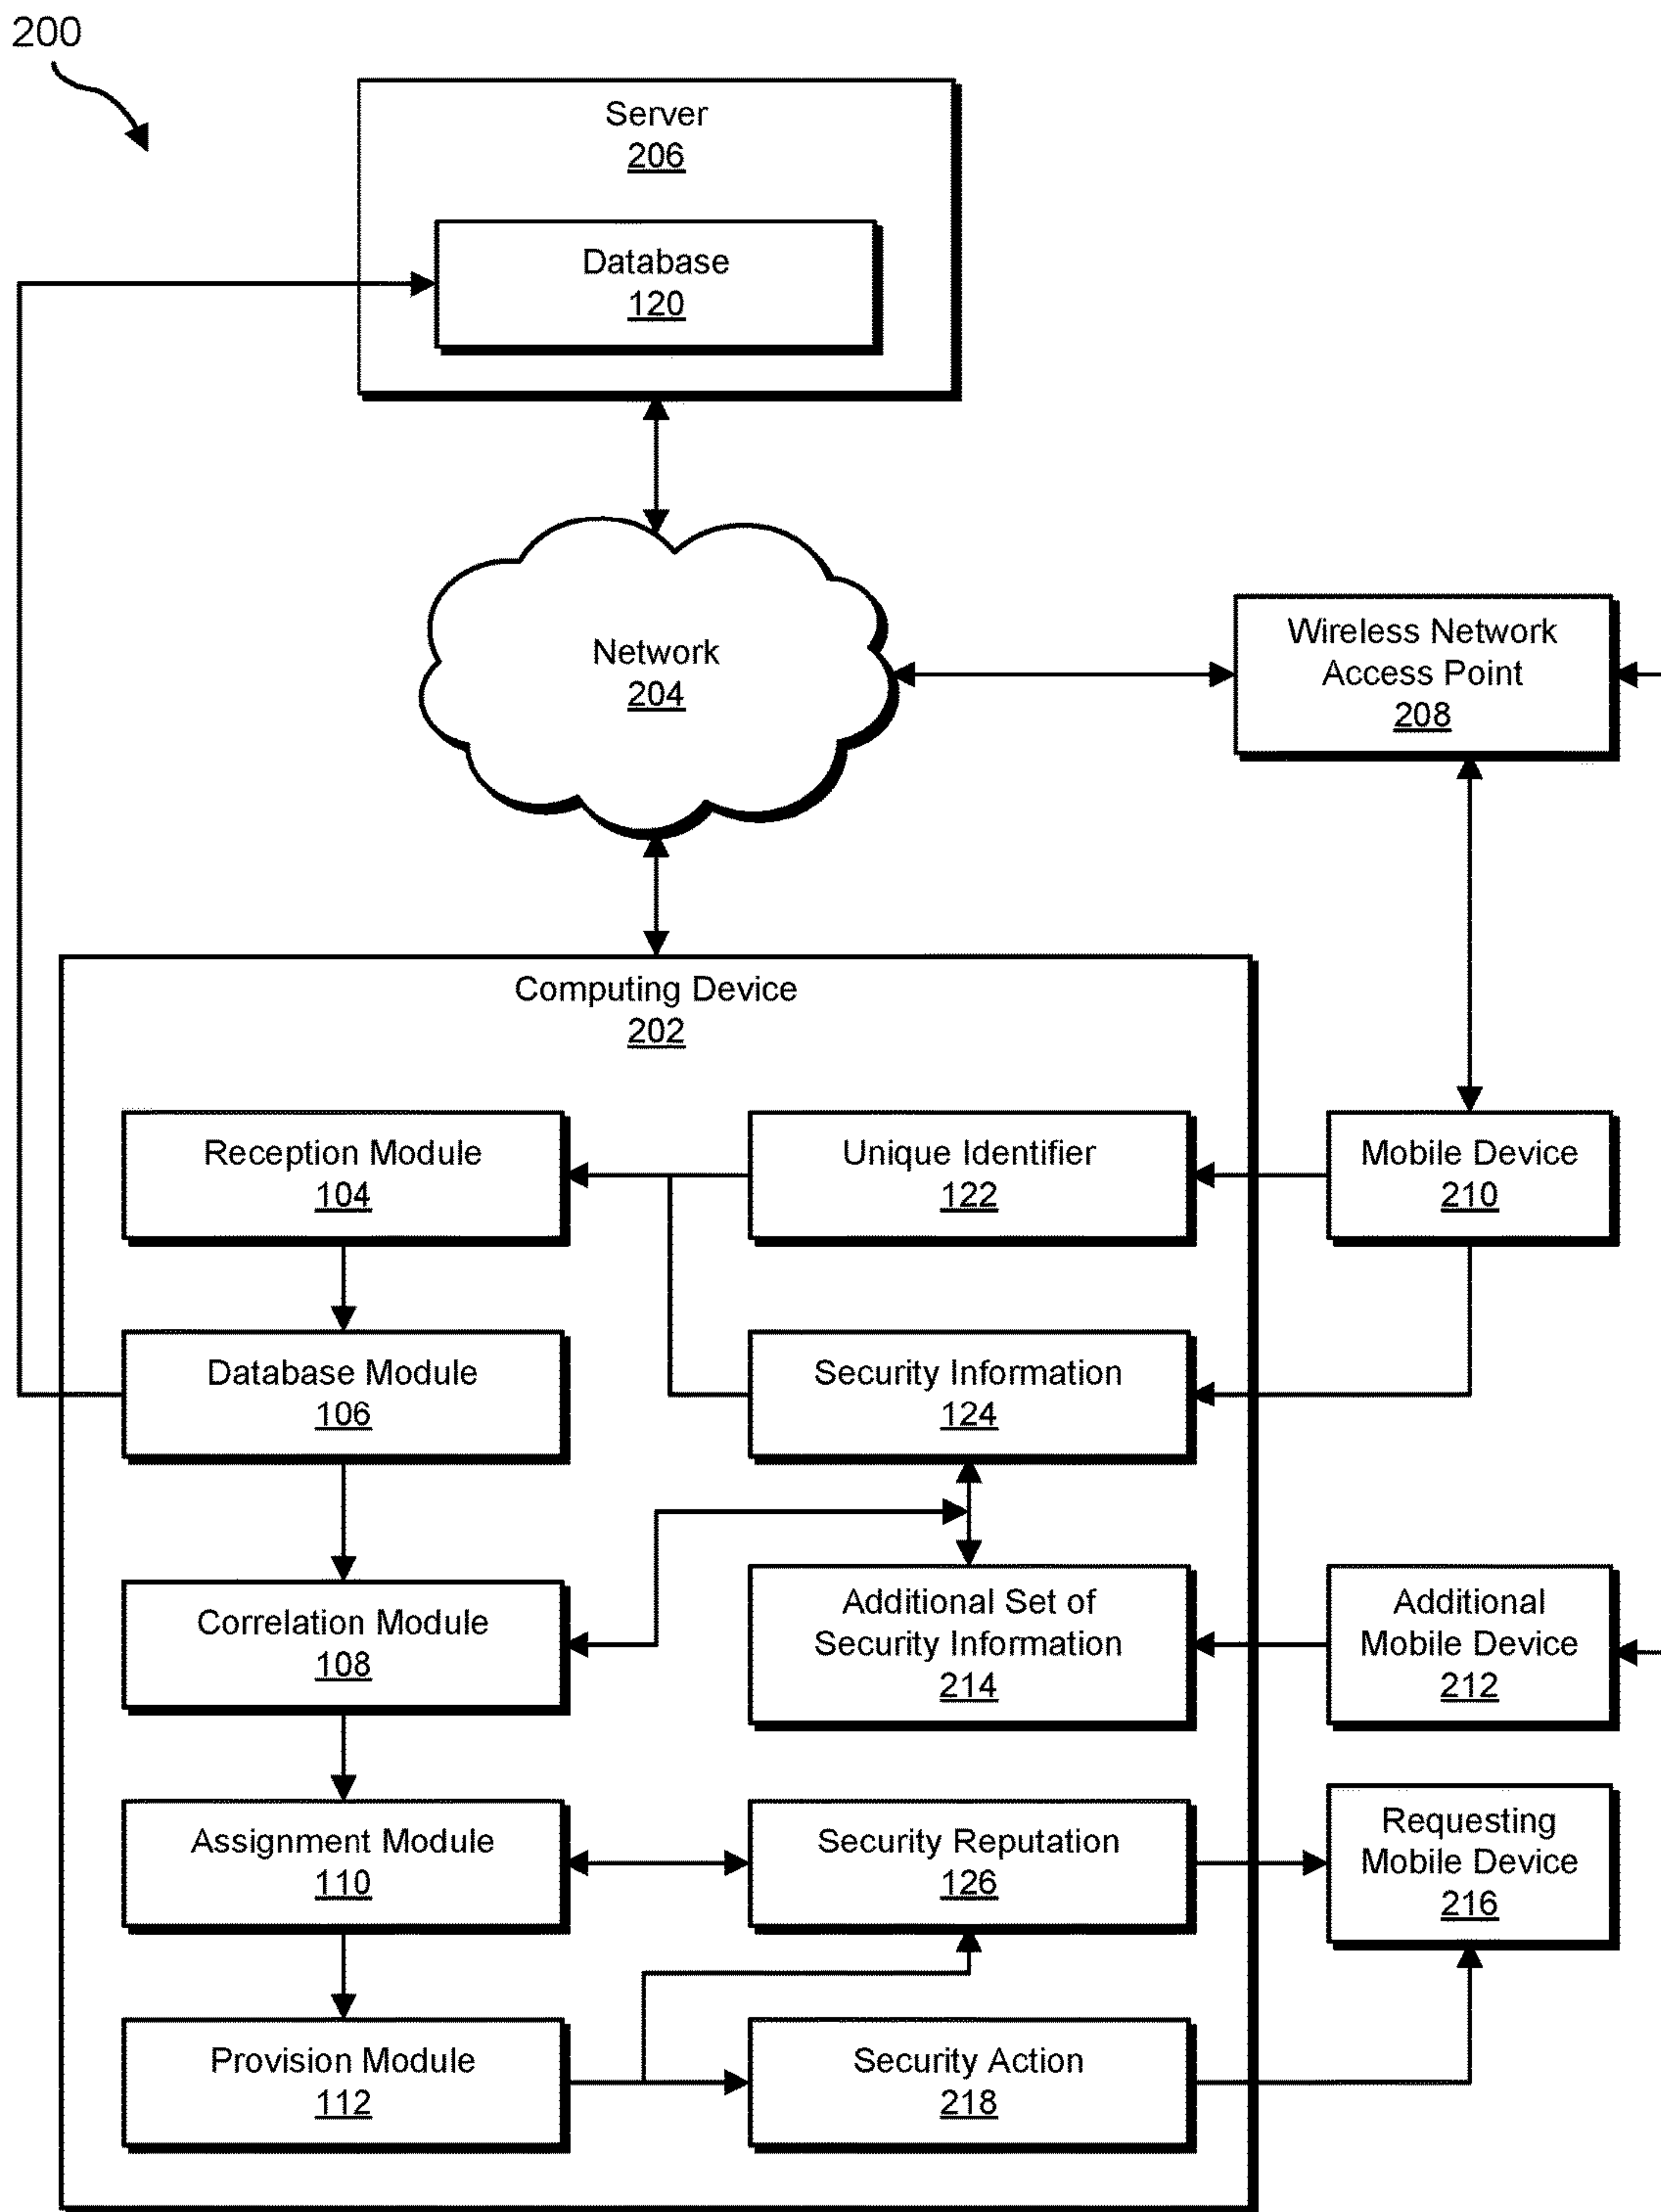 200
Server
206
Database
120
Network
204
Wireless Network
Access Point
208
Computing Device
202
Reception Module
104
Unique Identifier
122
Mobile Device
210
Database Module
106
Security Information
124
Correlation Module
108
Additional Set of
Security Information
214
Additional
Mobile Device
212
Assignment Module
110
Security Reputation
126
Requesting
Mobile Device
216
Provision Module
112
Security Action
218